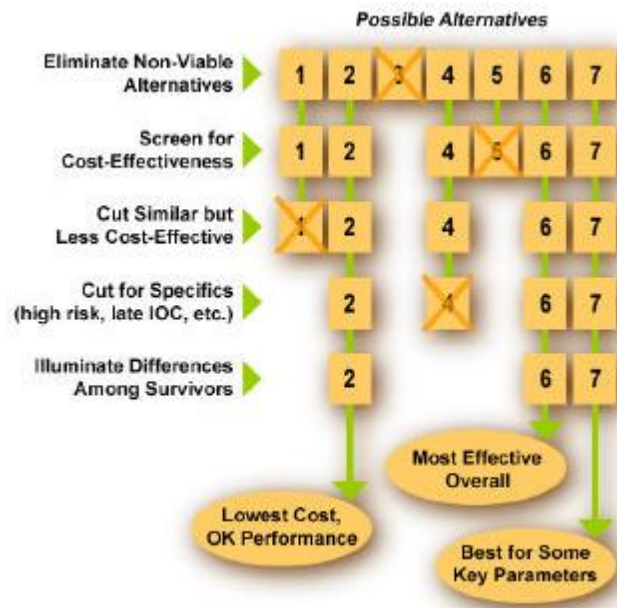 Possible Alternatives
Eliminate Non-Viable
Alternatives
1 2 3 4 5 6 7
Screen for
Cost-Effectiveness
1 2 4 5 6 7
Cut Similar but
Less Cost-Effective
1 2 4 6 7
Cut for Specifics
(high risk, late IOC, etc.)
2 4 6 7
Illuminate Differences
Among Survivors
2 6 7
Most Effective
Overall
Lowest Cost,
OK Performance
Best for Some
Key Parameters